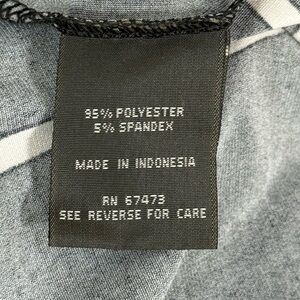 95% POLYESTER
5% SPANDEX
MADE IN INDONESIA
RN 67473
SEE REVERSE FOR CARE